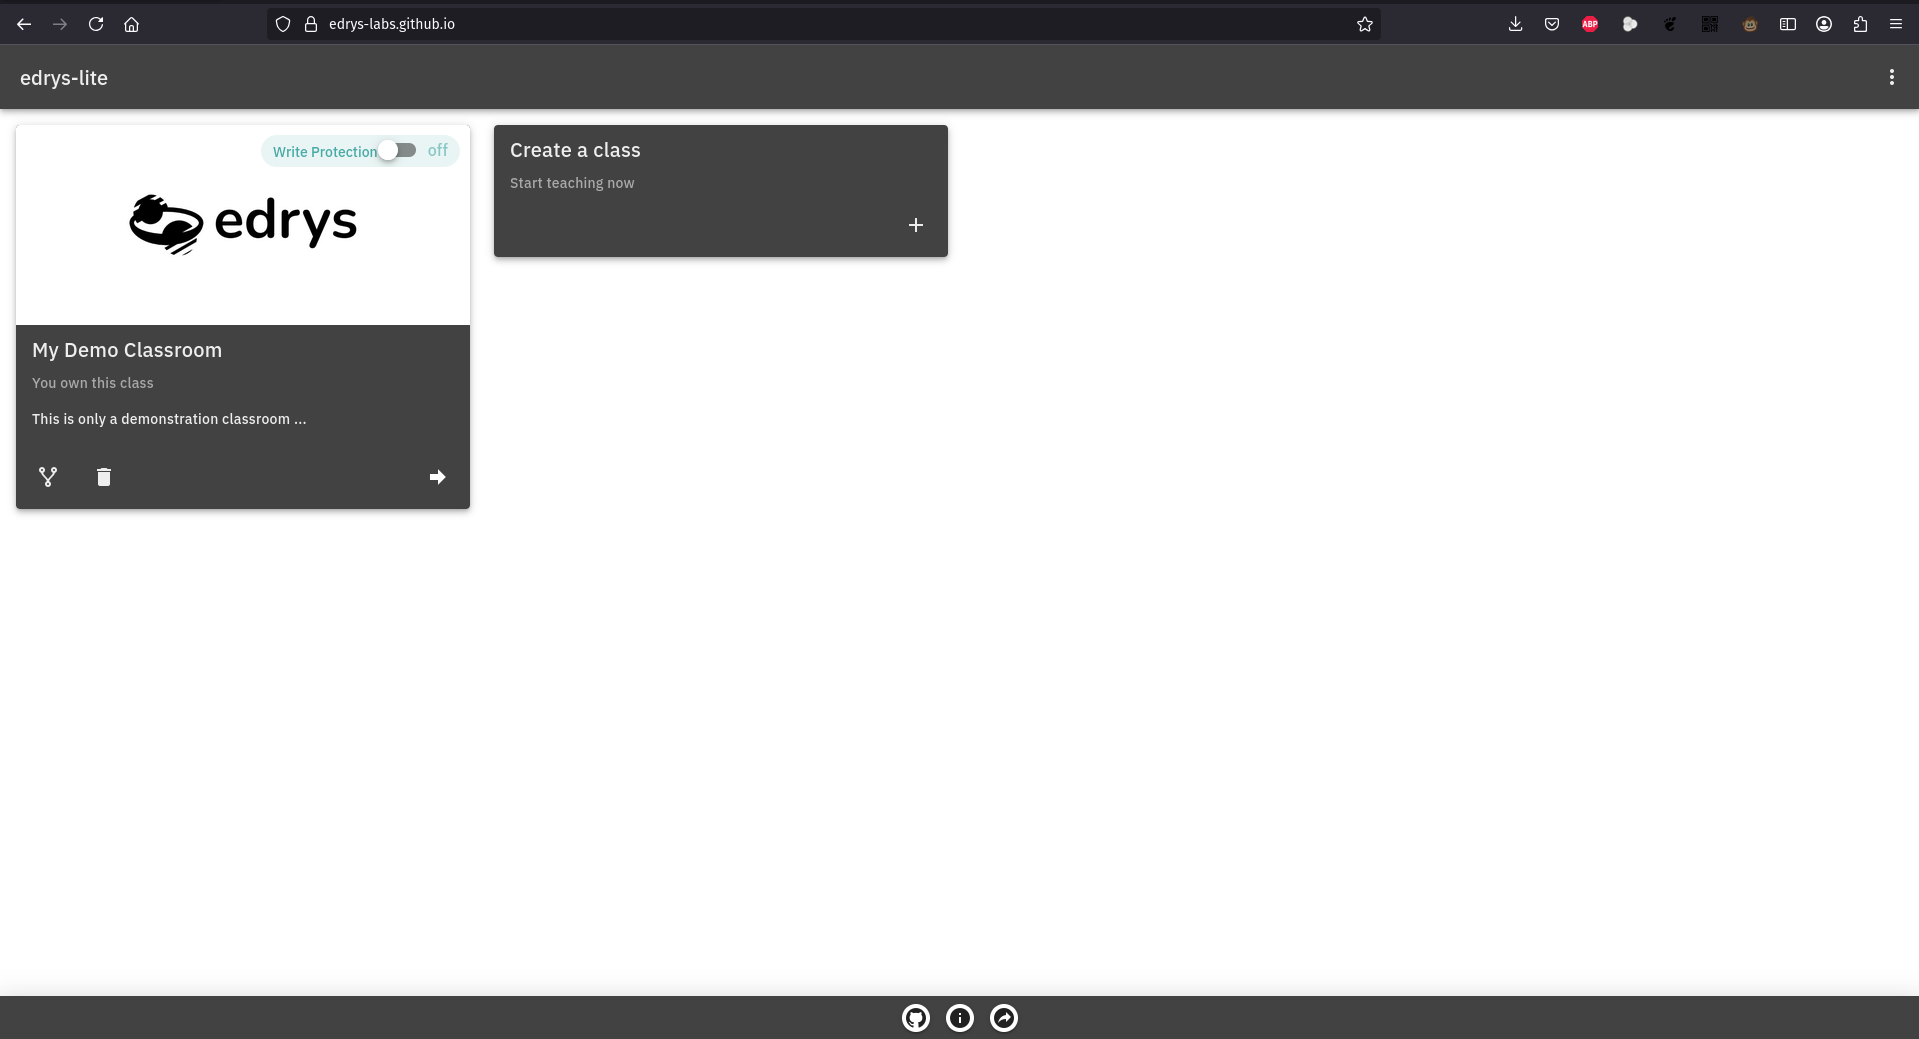 edrys-labs.github.io
ABP
edrys-lite
Write Protection off
edrys
My Demo Classroom
You own this class
This is only a demonstration classroom ...
Create a class
Start teaching now